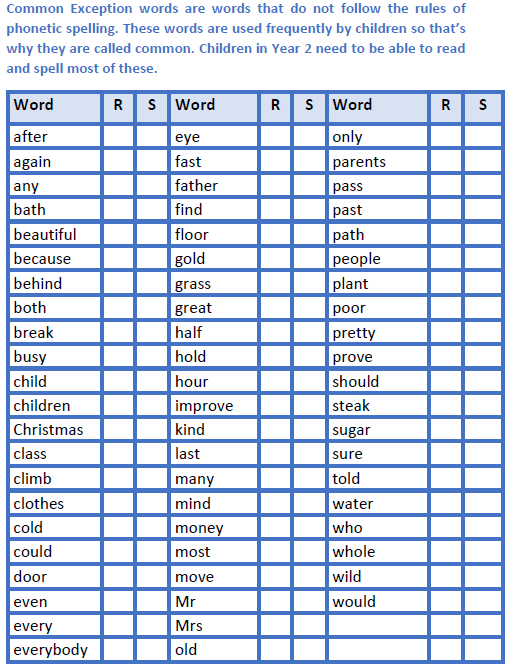 Common Exception words are words that do not follow the rules of
phonetic spelling. These words are used frequently by children so that's
why they are called common. Children in Year 2 need to be able to read
and spell most of these.
Word R S Word R S Word R S
after eye only
again fast parents
any father pass
bath find past
beautiful floor path
because gold people
behind grass plant
both great poor
break half pretty
busy hold prove
child hour should
children improve steak
Christmas kind sugar
class last sure
climb many told
clothes mind water
cold money who
could most whole
door move wild
even Mr would
every Mrs
everybody old